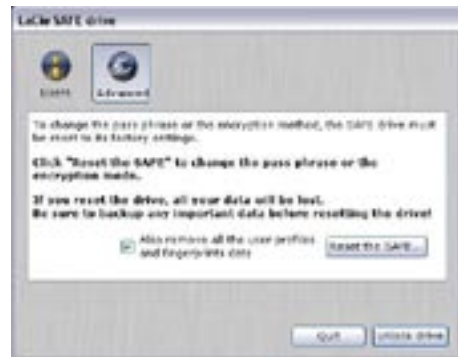 LaCie SAFE drive
Users
Advanced
To change the pass phrase or the encryption method, the SAFE drive must
be reset to its factory settings.
Click "Reset the SAFE" to change the pass phrase or the
encryption mode.
If you reset the drive, all your data will be lost.
Be sure to backup any important data before resetting the drive!
Also remove all the user profiles
and fingerprints data
Reset the SAFE...
Quit
Unlock drive